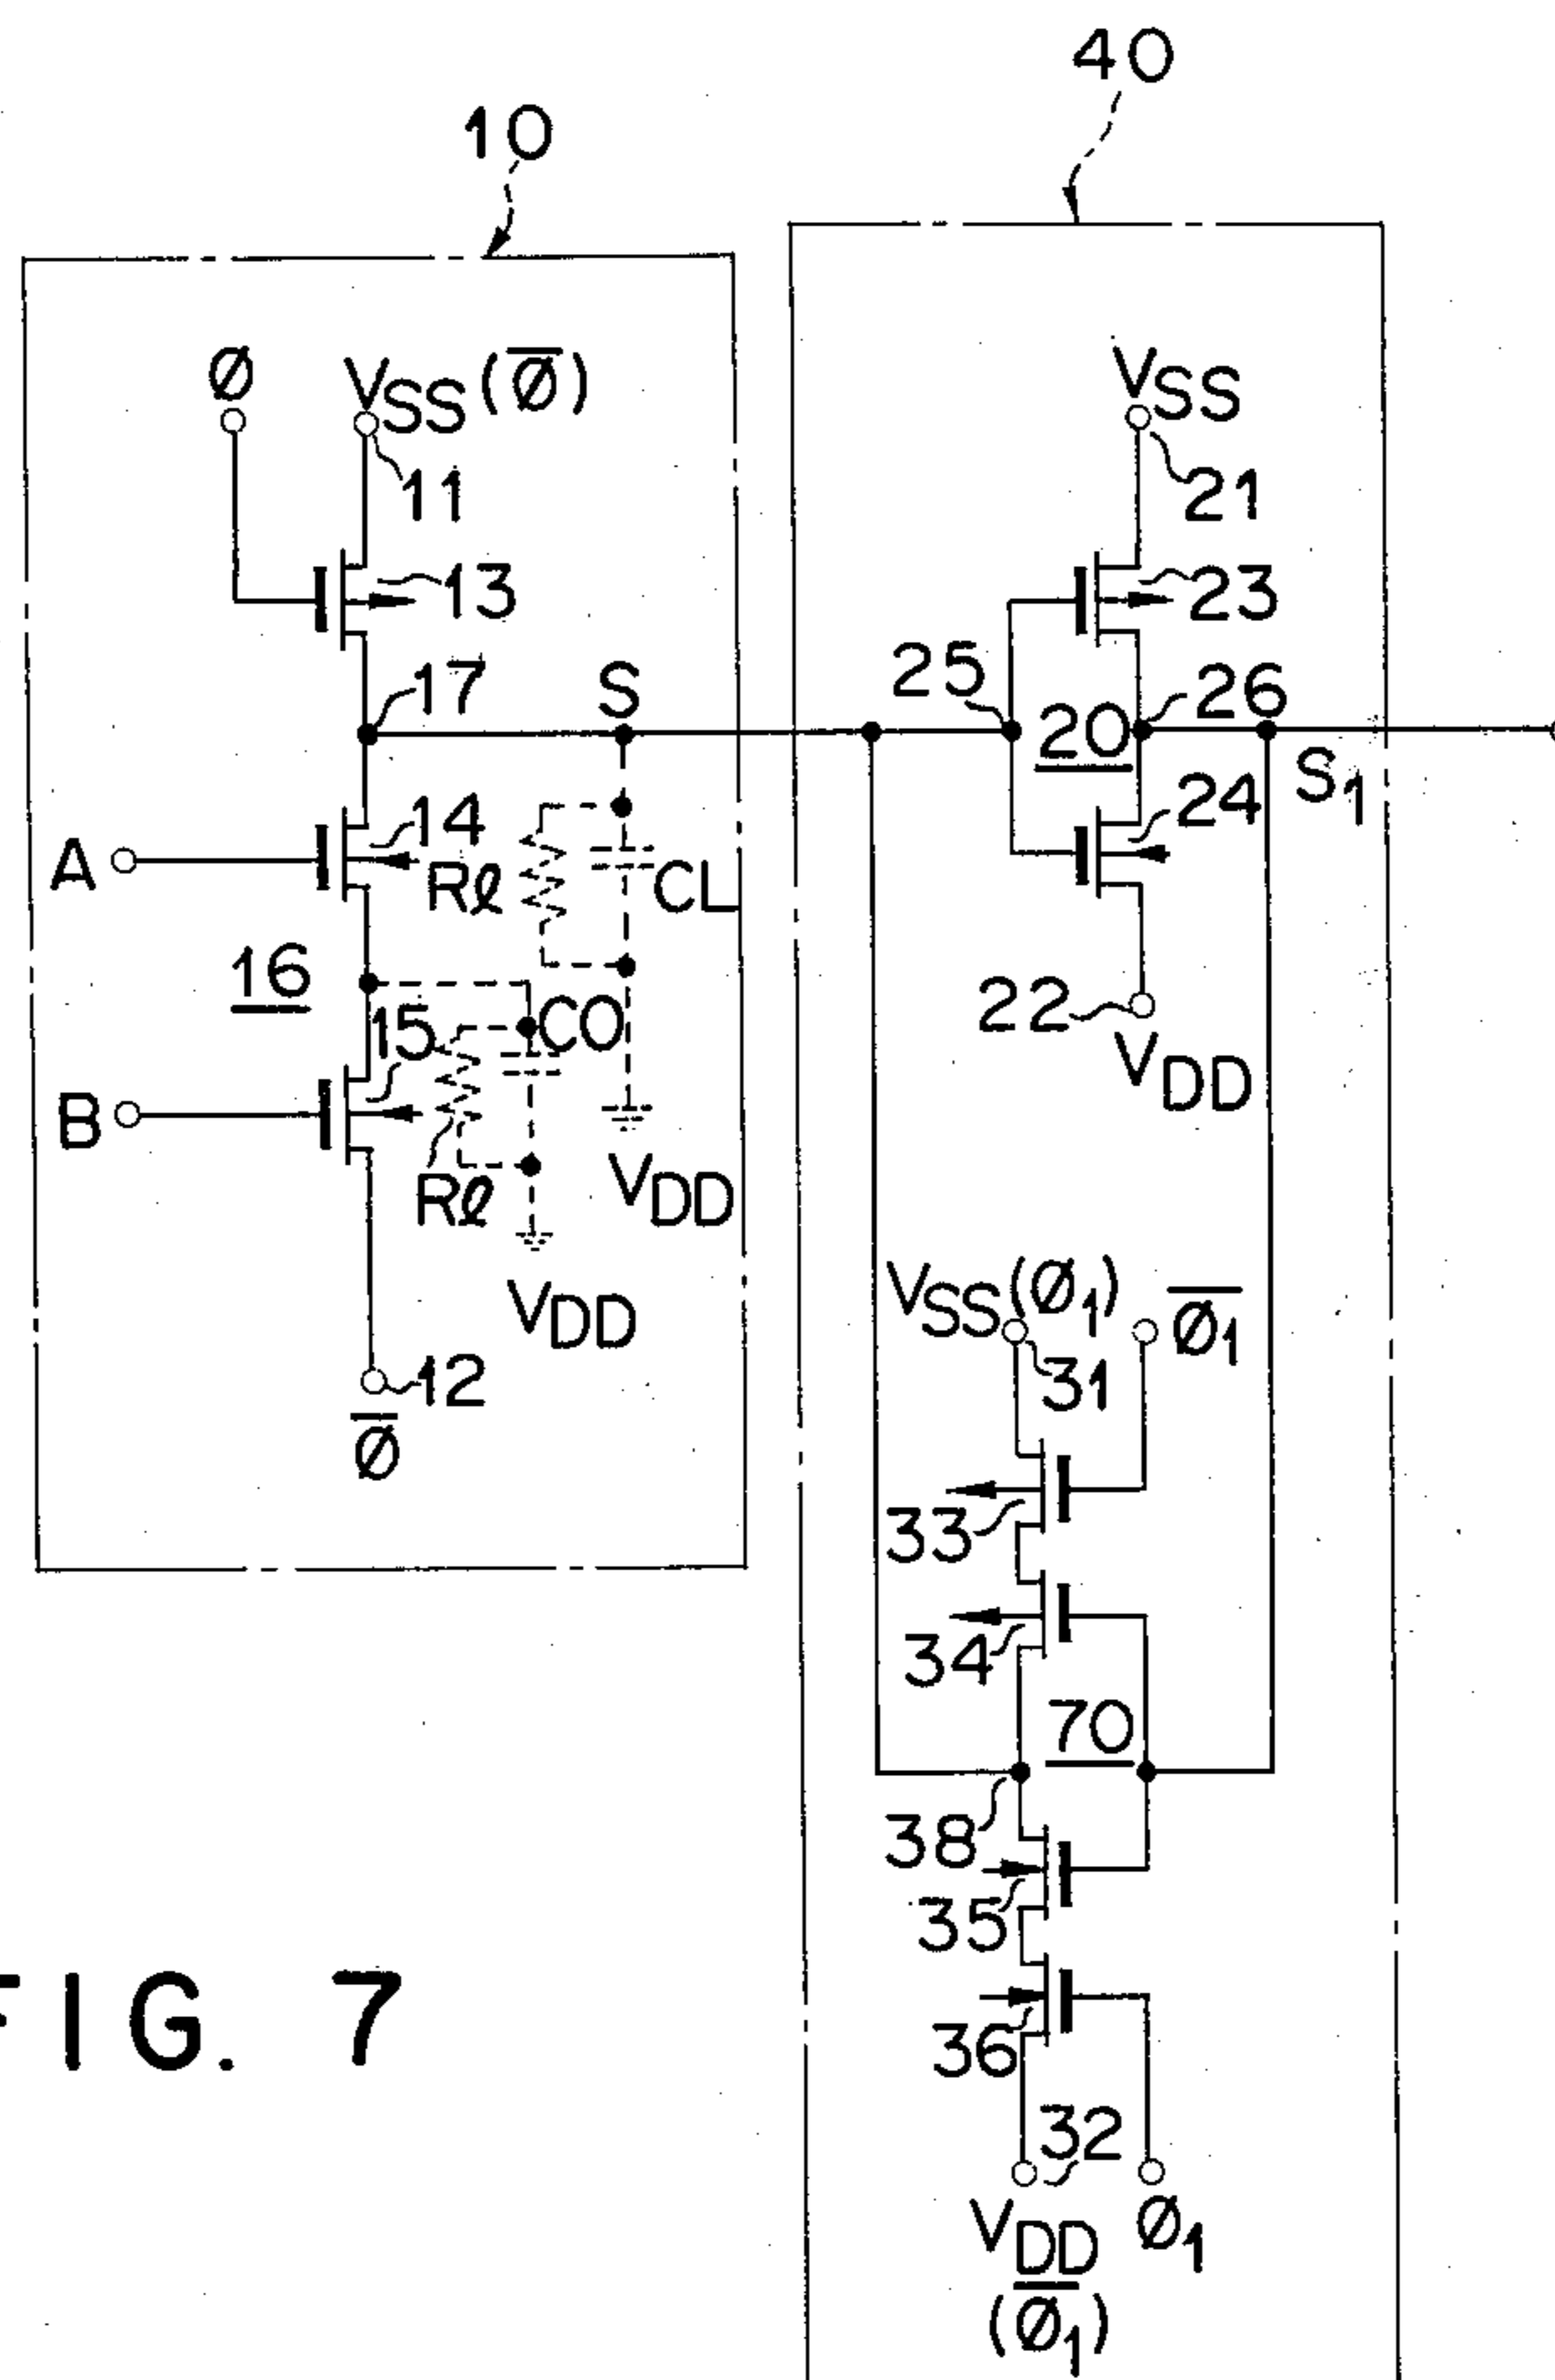 40
10
Ø
VSS(Ø̅)
VSS
11
21
13
23
17
S
25
20
26
S1
14
24
A
Rℓ
CL
16
15
CO
22
VDD
B
Rℓ
VDD
VDD
VSS(Ø1)
Ø̅1
31
12
Ø̅
33
34
70
38
35
36
FIG. 7
32
VDD
Ø1
(Ø̅1)